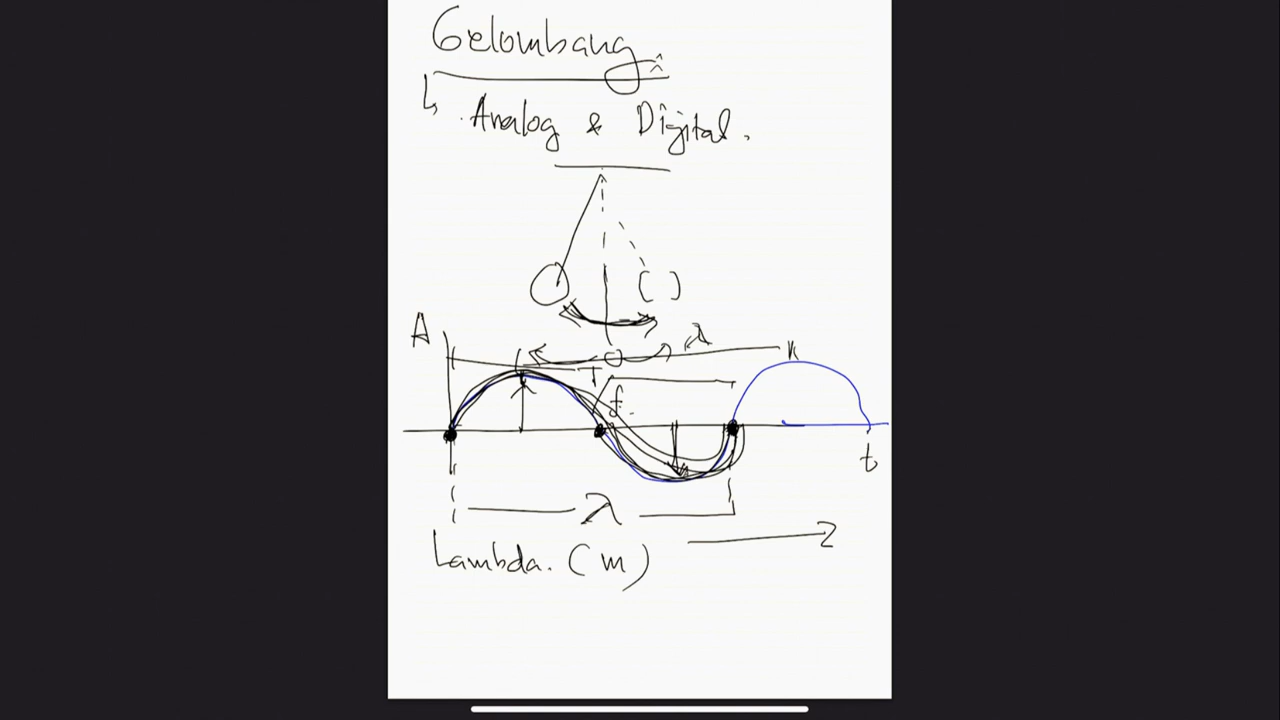 Gelombang
Analog & Digital.
A
λ
T
f.
t
λ
Lambda. (m)